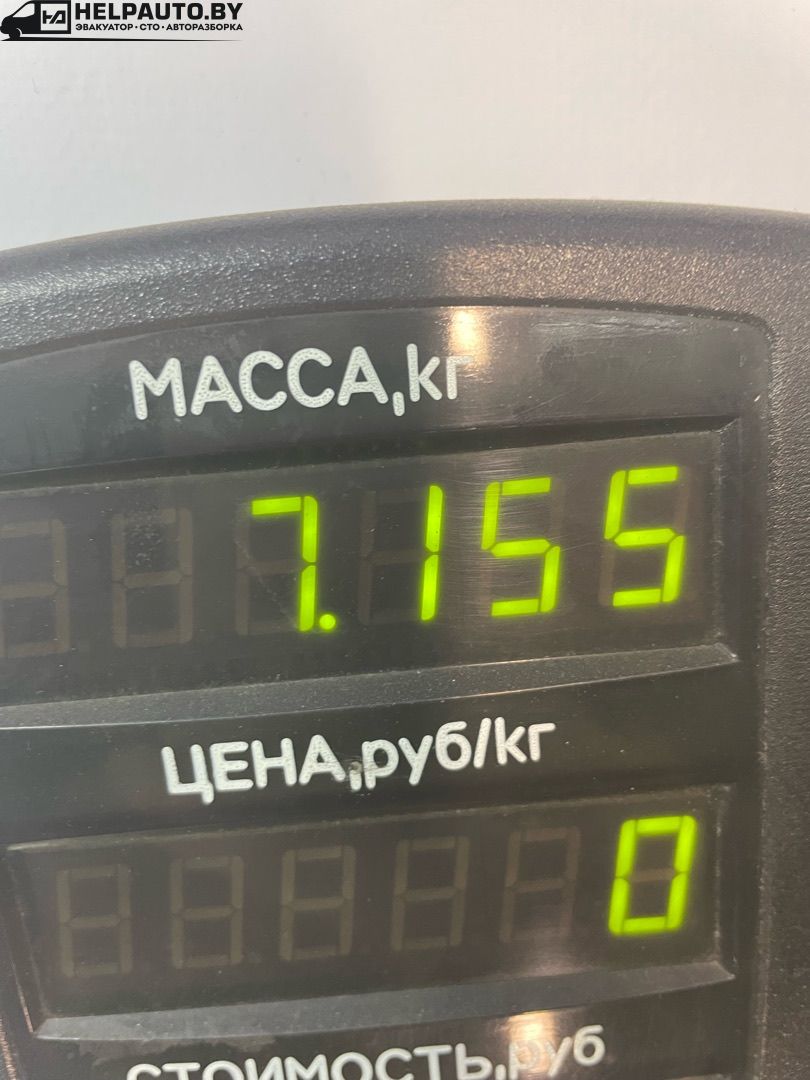 HELPAUTO.BY
ЭВАКУАТОР • СТО • АВТОРАЗБОРКА
МАССА,кг
7.155
ЦЕНА,руб/кг
0
СТОИМОСТЬ,руб